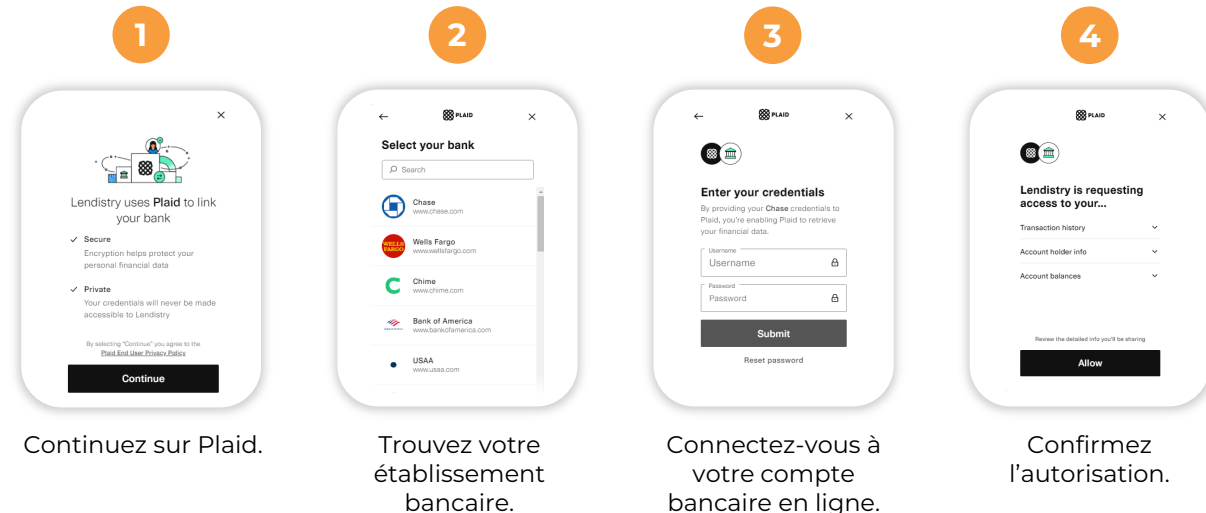 1
Lendistry uses Plaid to link
your bank
Secure
Encryption helps protect your
personal financial data
Private
Your credentials will never be made
accessible to Lendistry
By selecting "Continue" you agree to the
Plaid End User Privacy Policy
Continue
Continuez sur Plaid.
2
PLAID
Select your bank
Search
Chase
www.chase.com
WELLS
FARGO
Wells Fargo
www.wellsfargo.com
Chime
www.chime.com
Bank of America
www.bankofamerica.com
USAA
www.usaa.com
Trouvez votre
établissement
bancaire.
3
PLAID
Enter your credentials
By providing your Chase credentials to
Plaid, you're enabling Plaid to retrieve
your financial data.
Username
Username
Password
Password
Submit
Reset password
Connectez-vous à
votre compte
bancaire en ligne.
4
PLAID
Lendistry is requesting
access to your...
Transaction history
Account holder info
Account balances
Review the detailed info you'll be sharing
Allow
Confirmez
l'autorisation.